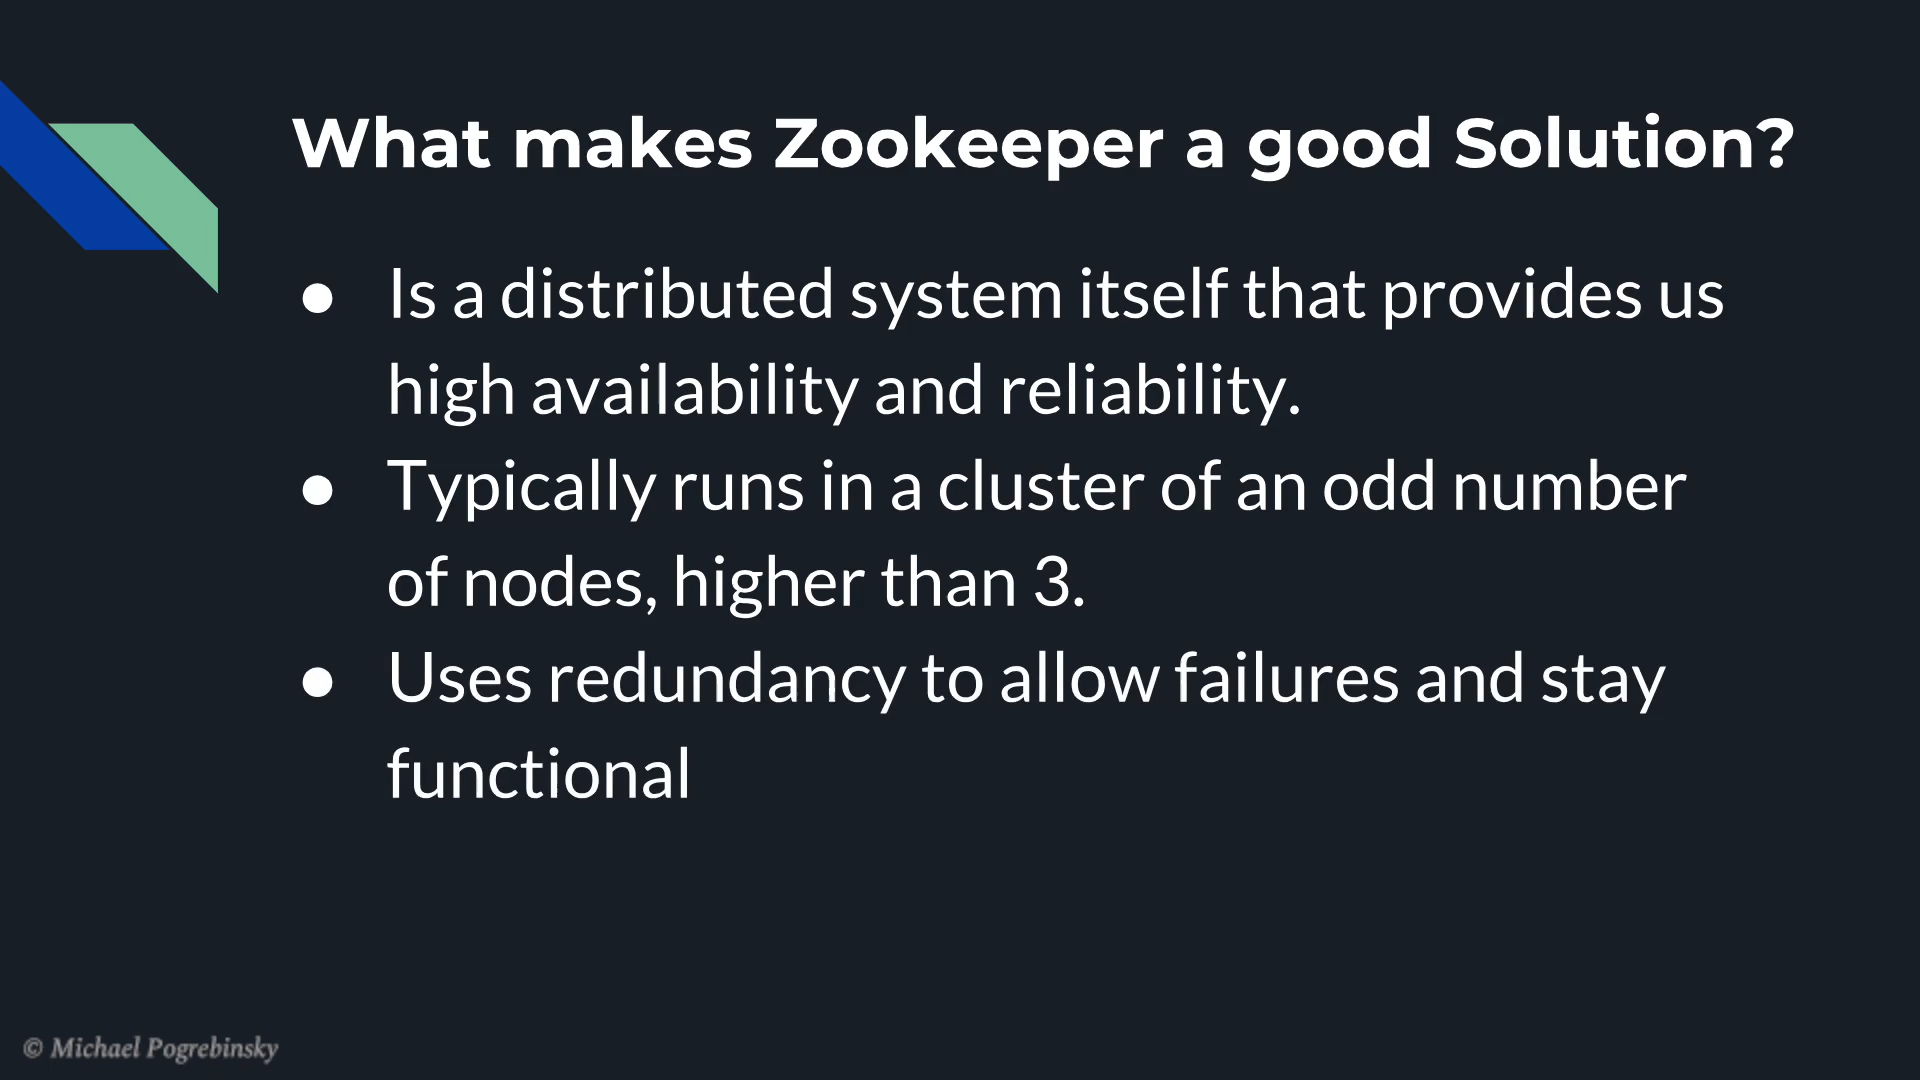 What makes Zookeeper a good Solution?
● Is a distributed system itself that provides us
high availability and reliability.
● Typically runs in a cluster of an odd number
of nodes, higher than 3.
● Uses redundancy to allow failures and stay
functional
© Michael Pogrebinsky